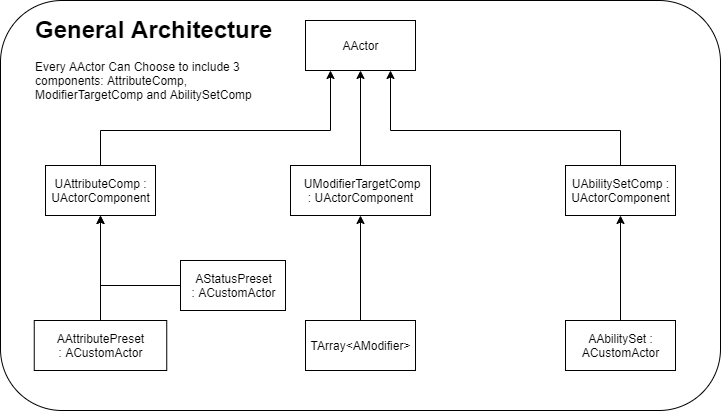 General Architecture
Every AActor Can Choose to include 3
components: AttributeComp,
ModifierTargetComp and AbilitySetComp
AActor
UAttributeComp :
UActorComponent
UModifierTargetComp
: UActorComponent
UAbilitySetComp :
UActorComponent
AStatusPreset
: ACustomActor
AAttributePreset
: ACustomActor
TArray<AModifier>
AAbilitySet :
ACustomActor